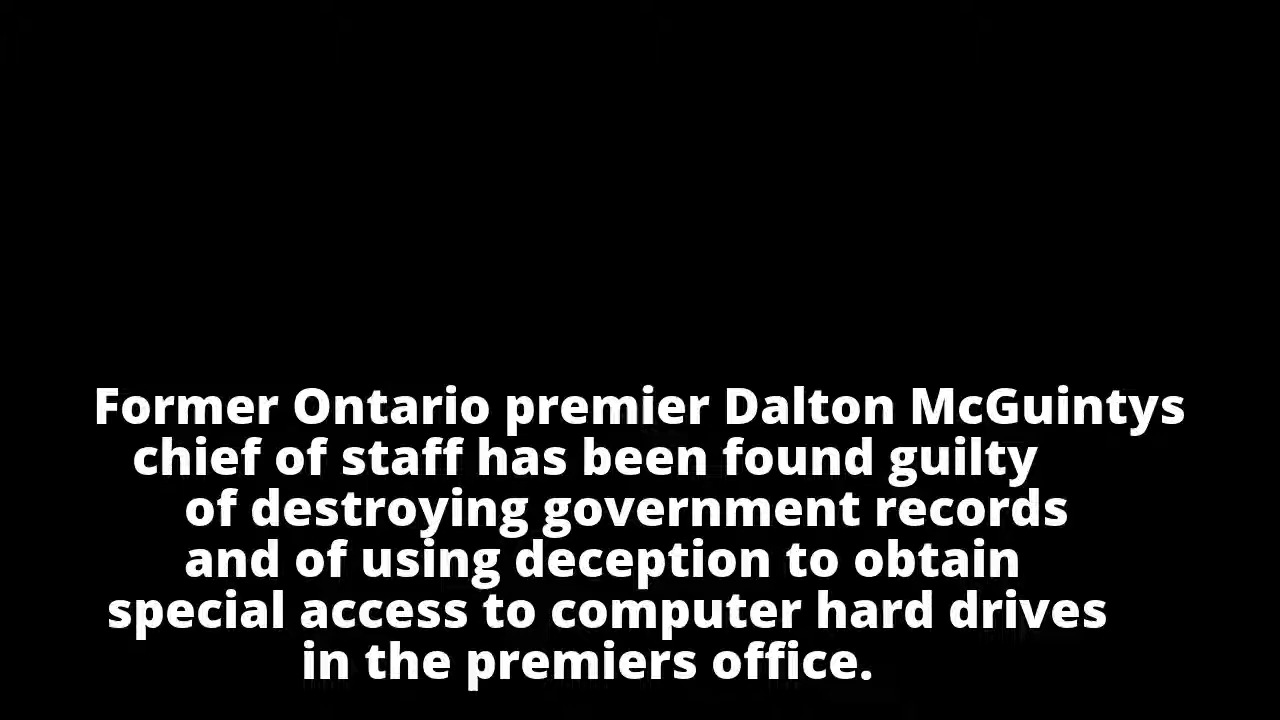 Former Ontario premier Dalton McGuintys
chief of staff has been found guilty
of destroying government records
and of using deception to obtain
special access to computer hard drives
in the premiers office.